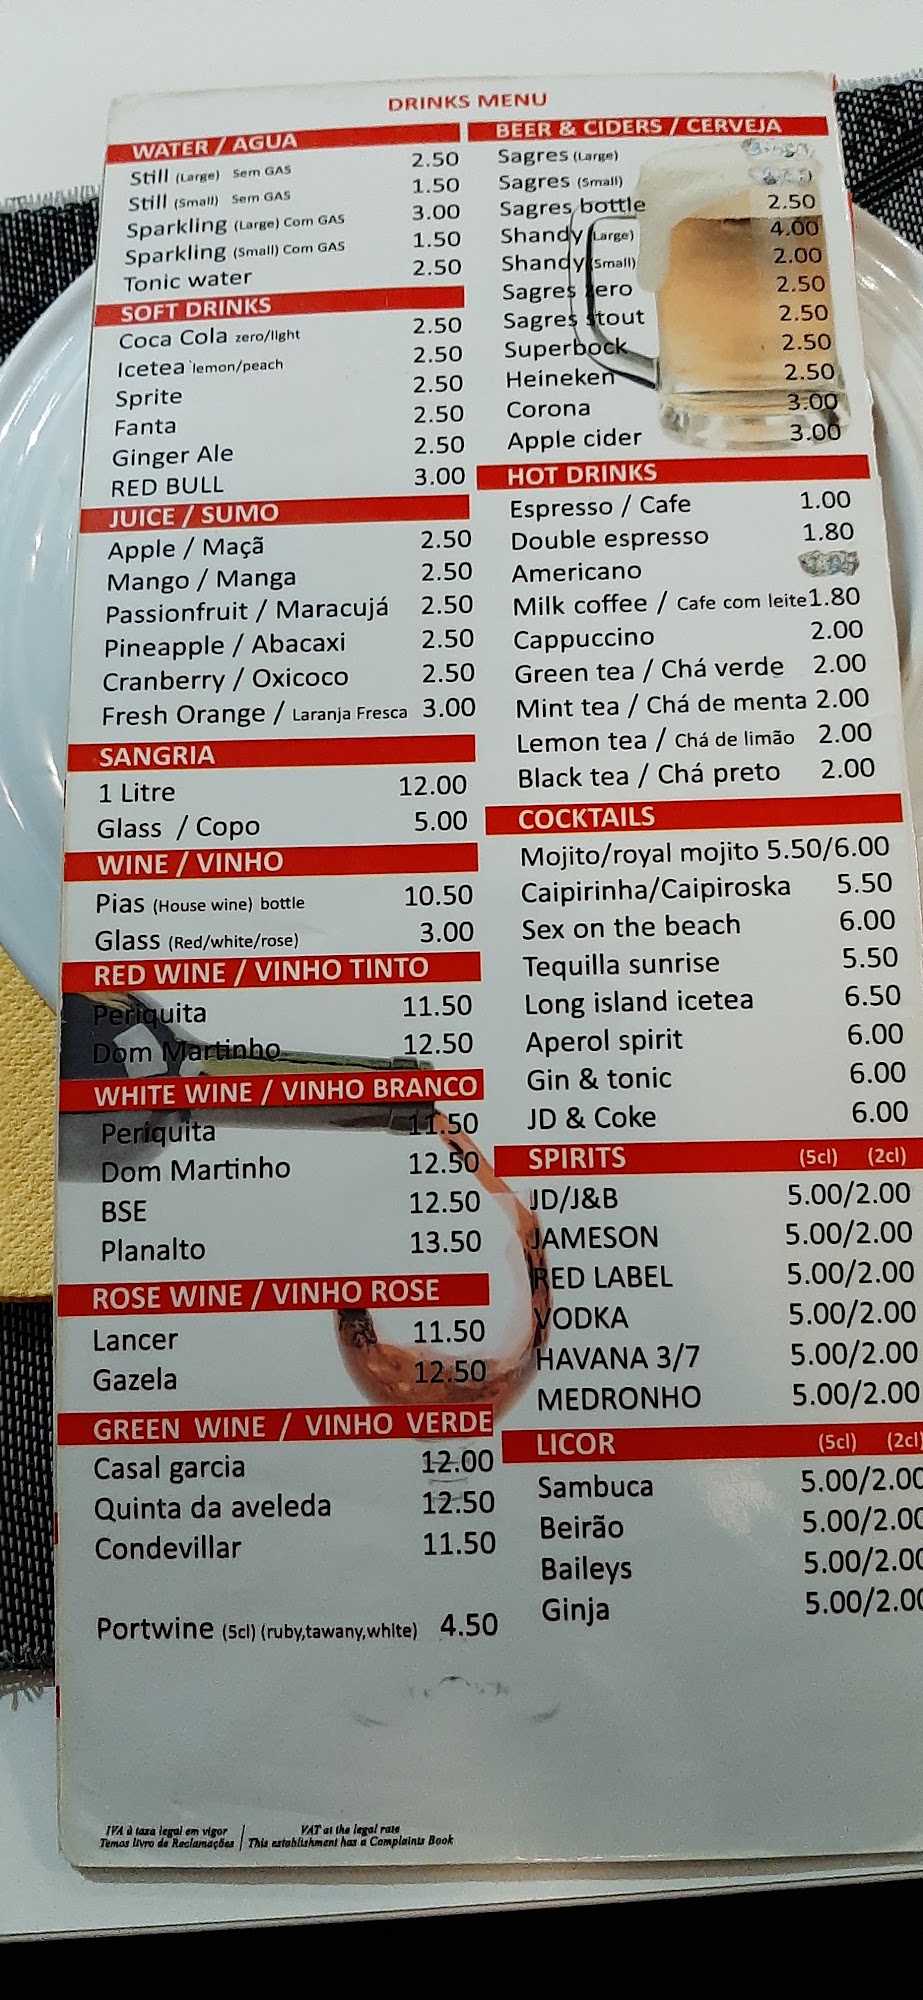 DRINKS MENU
WATER / AGUA
Still (Large) Sem GAS 2.50
Still (Small) Sem GAS 1.50
Sparkling (Large) Com GAS 3.00
Sparkling (Small) Com GAS 1.50
Tonic water 2.50
SOFT DRINKS
Coca Cola zero/light 2.50
Icetea lemon/peach 2.50
Sprite 2.50
Fanta 2.50
Ginger Ale 2.50
RED BULL 3.00
JUICE / SUMO
Apple / Maçã 2.50
Mango / Manga 2.50
Passionfruit / Maracujá 2.50
Pineapple / Abacaxi 2.50
Cranberry / Oxicoco 2.50
Fresh Orange / Laranja Fresca 3.00
SANGRIA
1 Litre 12.00
Glass / Copo 5.00
WINE / VINHO
Pias (House wine) bottle 10.50
Glass (Red/white/rose) 3.00
RED WINE / VINHO TINTO
Periquita 11.50
Dom Martinho 12.50
WHITE WINE / VINHO BRANCO
Periquita 11.50
Dom Martinho 12.50
BSE 12.50
Planalto 13.50
ROSE WINE / VINHO ROSE
Lancer 11.50
Gazela 12.50
GREEN WINE / VINHO VERDE
Casal garcia 12.00
Quinta da aveleda 12.50
Condevillar 11.50
Portwine (5cl) (ruby,tawany,white) 4.50
BEER & CIDERS / CERVEJA
Sagres (Large)
Sagres (Small)
Sagres bottle 2.50
Shandy (Large) 4.00
Shandy (Small) 2.00
Sagres zero 2.50
Sagres stout 2.50
Superbock 2.50
Heineken 2.50
Corona 3.00
Apple cider 3.00
HOT DRINKS
Espresso / Cafe 1.00
Double espresso 1.80
Americano
Milk coffee / Cafe com leite 1.80
Cappuccino 2.00
Green tea / Chá verde 2.00
Mint tea / Chá de menta 2.00
Lemon tea / Chá de limão 2.00
Black tea / Chá preto 2.00
COCKTAILS
Mojito/royal mojito 5.50/6.00
Caipirinha/Caipiroska 5.50
Sex on the beach 6.00
Tequilla sunrise 5.50
Long island icetea 6.50
Aperol spirit 6.00
Gin & tonic 6.00
JD & Coke 6.00
SPIRITS (5cl) (2cl)
JD/J&B 5.00/2.00
JAMESON 5.00/2.00
RED LABEL 5.00/2.00
VODKA 5.00/2.00
HAVANA 3/7 5.00/2.00
MEDRONHO 5.00/2.00
LICOR (5cl) (2cl)
Sambuca 5.00/2.00
Beirão 5.00/2.00
Baileys 5.00/2.00
Ginja 5.00/2.00
IVA à taxa legal em vigor | VAT at the legal rate
Temos livro de Reclamações | This establishment has a Complaints Book